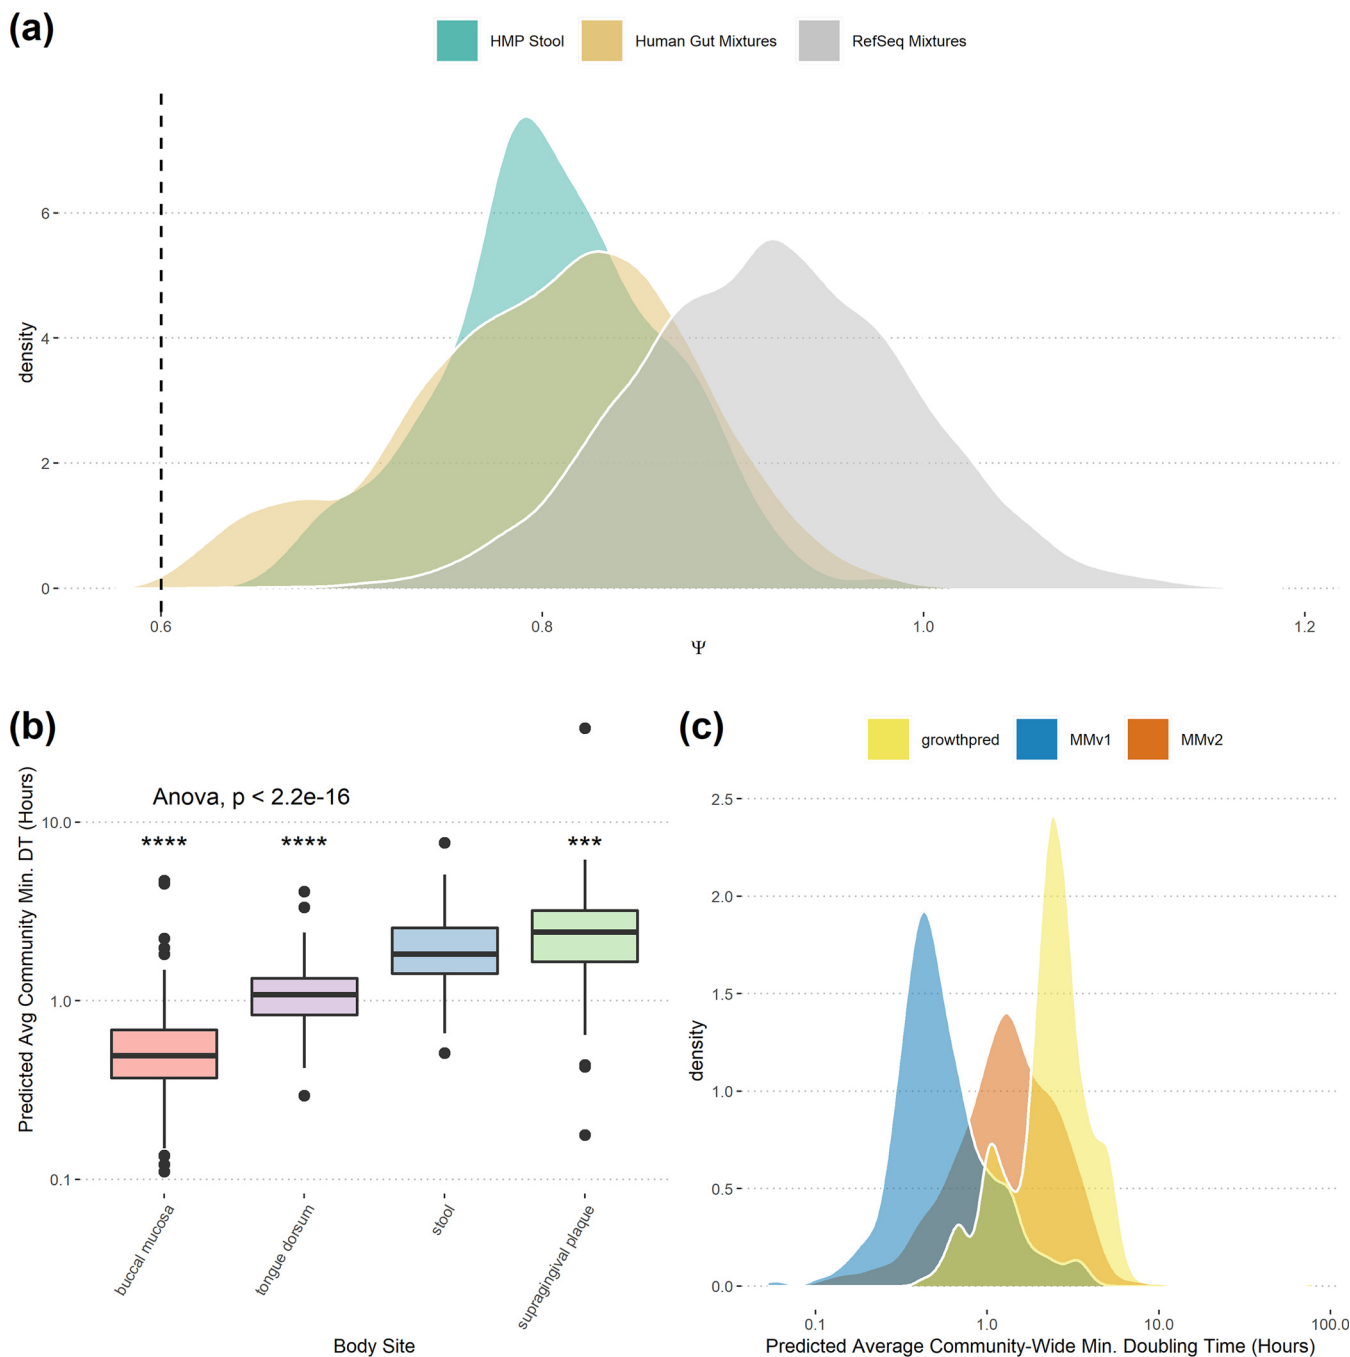 (a)
HMP Stool
Human Gut Mixtures
RefSeq Mixtures
density
6
4
2
0
0.6
0.8
1.0
1.2
Ψ
(b)
Predicted Avg Community Min. DT (Hours)
Anova, p < 2.2e-16
****
****
***
10.0
1.0
0.1
buccal mucosa
tongue dorsum
stool
supragingival plaque
Body Site
(c)
growthpred
MMv1
MMv2
density
2.5
2.0
1.5
1.0
0.5
0.0
0.1
1.0
10.0
100.0
Predicted Average Community-Wide Min. Doubling Time (Hours)